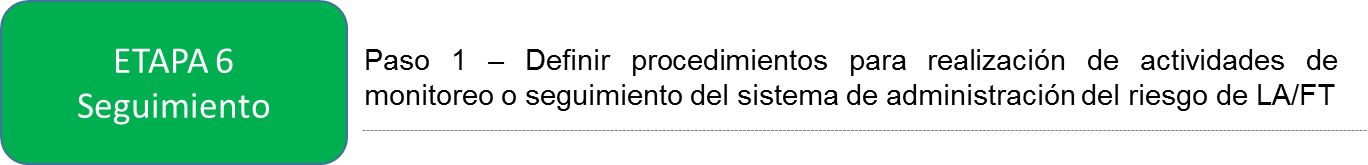 ETAPA 6
Seguimiento
Paso 1 – Definir procedimientos para realización de actividades de
monitoreo o seguimiento del sistema de administración del riesgo de LA/FT